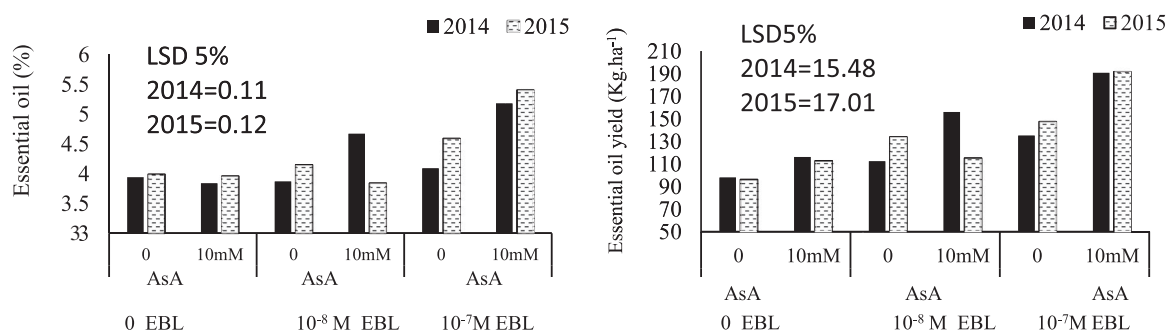 2014 2015
Essential oil (%)
LSD 5%
2014=0.11
2015=0.12
6
5.5
5
4.5
4
3.5
33
0 10mM 0 10mM 0 10mM
AsA AsA AsA
0 EBL 10⁻⁸ M EBL 10⁻⁷M EBL
2014 2015
Essential oil yield (Kg.ha⁻¹)
LSD5%
2014=15.48
2015=17.01
210
190
170
150
130
110
90
70
50
0 10mM 0 10mM 0 10mM
AsA AsA AsA
0 EBL 10⁻⁸ M EBL 10⁻⁷M EBL